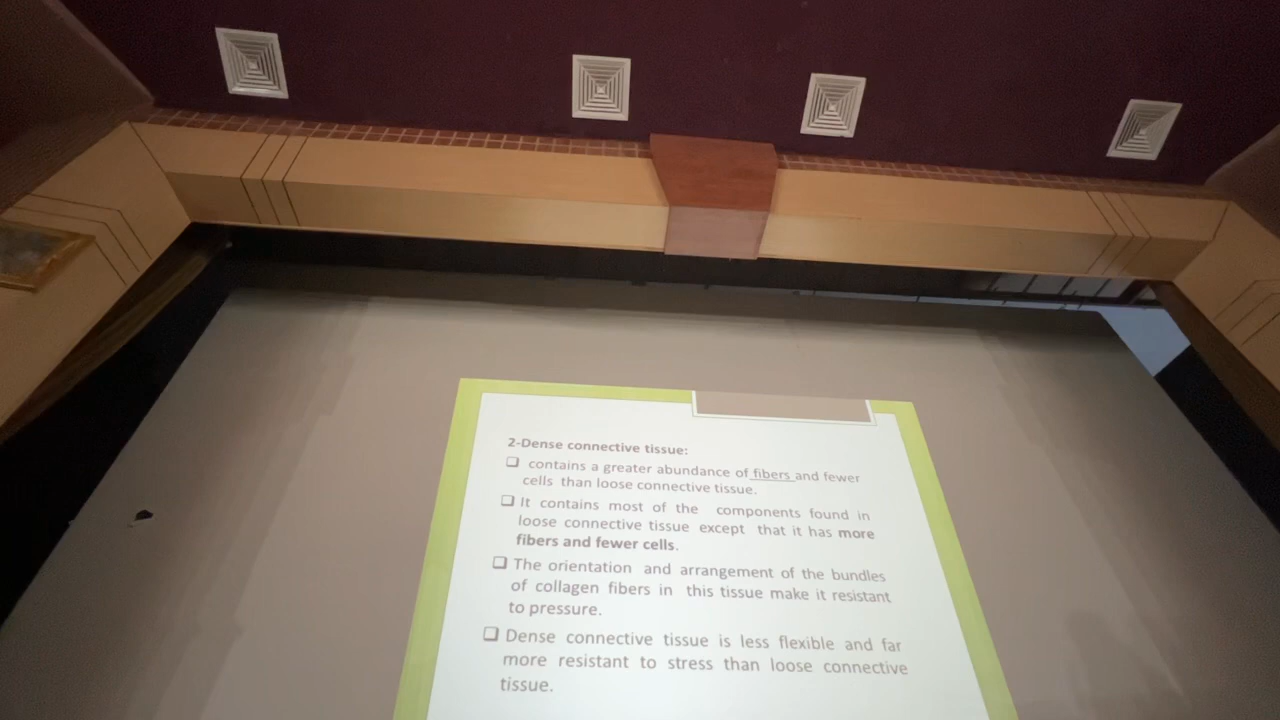 2-Dense connective tissue:
❑ contains a greater abundance of fibers and fewer
cells than loose connective tissue.
❑ It contains most of the components found in
loose connective tissue except that it has more
fibers and fewer cells.
❑ The orientation and arrangement of the bundles
of collagen fibers in this tissue make it resistant
to pressure.
❑ Dense connective tissue is less flexible and far
more resistant to stress than loose connective
tissue.